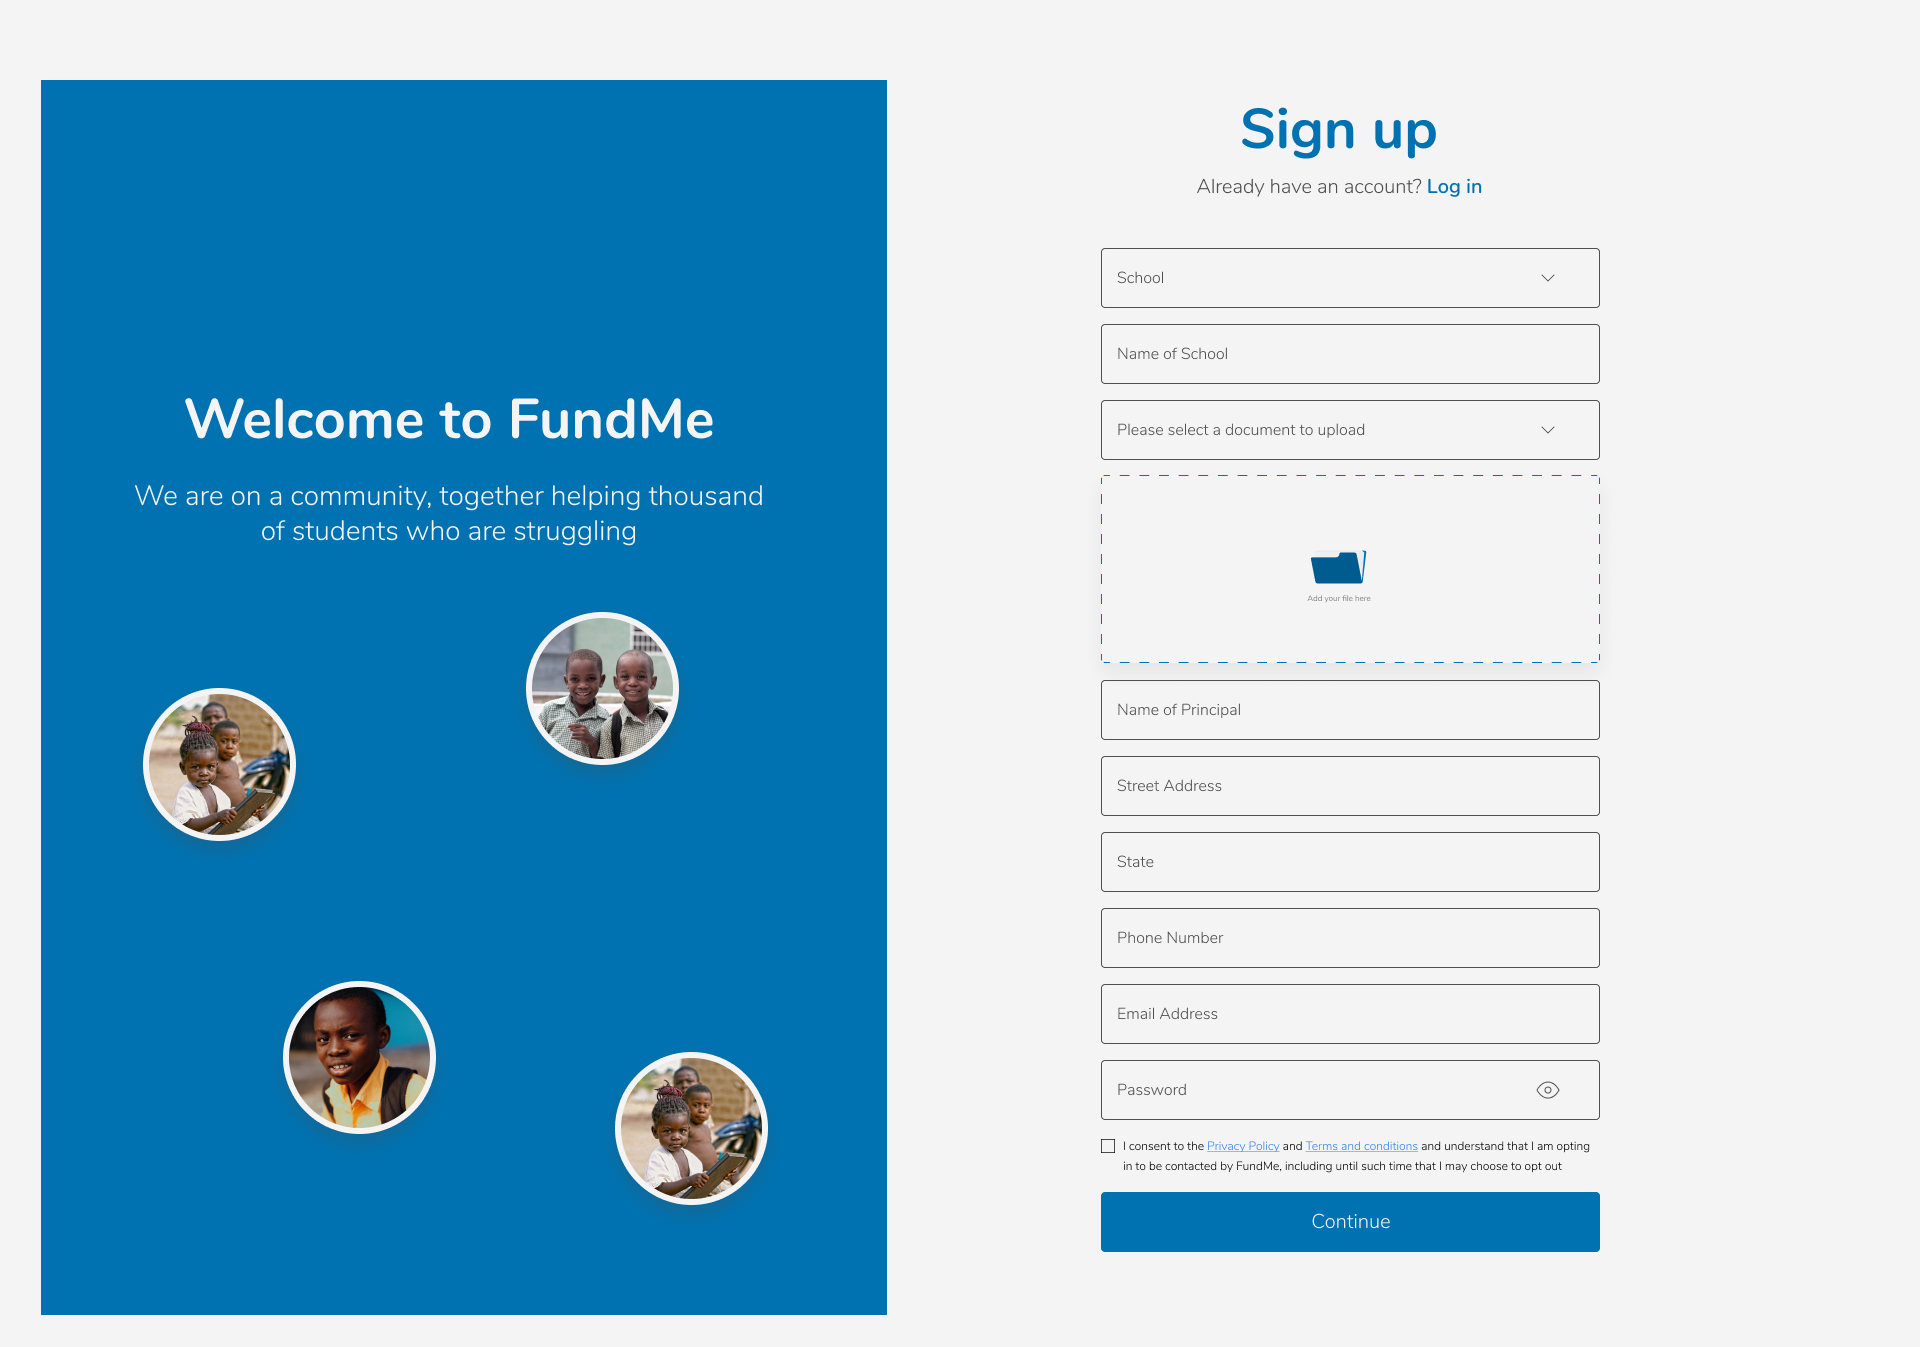 Welcome to FundMe
We are on a community, together helping thousand
of students who are struggling
Sign up
Already have an account? Log in
School
Name of School
Please select a document to upload
Add your file here
Name of Principal
Street Address
State
Phone Number
Email Address
Password
I consent to the Privacy Policy and Terms and conditions and understand that I am opting
in to be contacted by FundMe, including until such time that I may choose to opt out
Continue